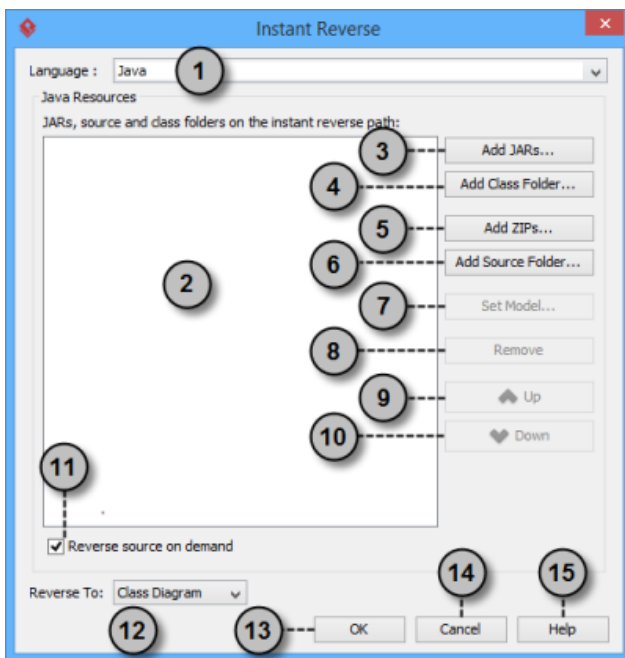 Instant Reverse
Language : Java 1
Java Resources
JARs, source and class folders on the instant reverse path:
3 Add JARs...
4 Add Class Folder...
5 Add ZIPs...
6 Add Source Folder...
2
7 Set Model...
8 Remove
9 Up
10 Down
11
Reverse source on demand
Reverse To: Class Diagram
12
13 OK
14 Cancel
15 Help